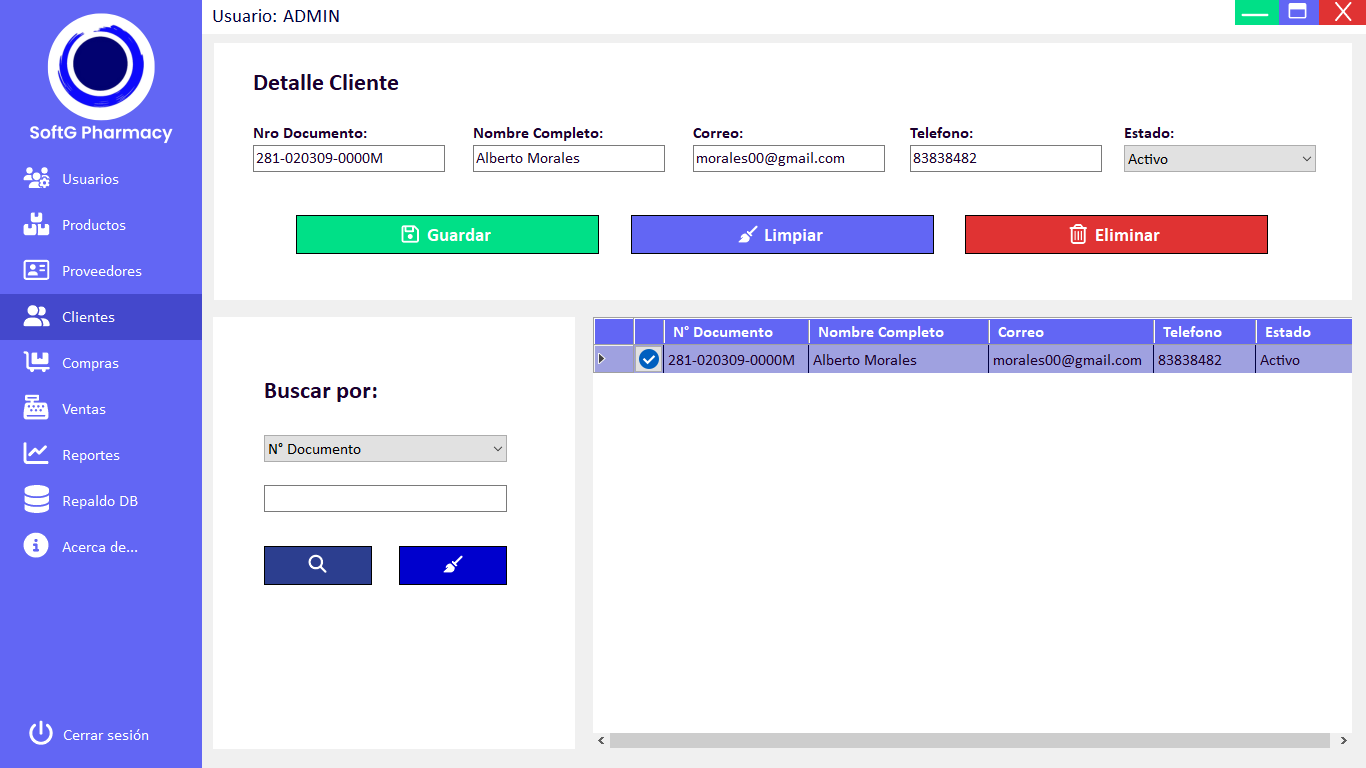 Usuario: ADMIN
SoftG Pharmacy
Usuarios
Productos
Proveedores
Clientes
Compras
Ventas
Reportes
Repaldo DB
Acerca de...
Cerrar sesión
Detalle Cliente
Nro Documento: Nombre Completo: Correo: Telefono: Estado:
281-020309-0000M Alberto Morales morales00@gmail.com 83838482 Activo
Guardar Limpiar Eliminar
Buscar por:
N° Documento
N° Documento Nombre Completo Correo Telefono Estado
281-020309-0000M Alberto Morales morales00@gmail.com 83838482 Activo